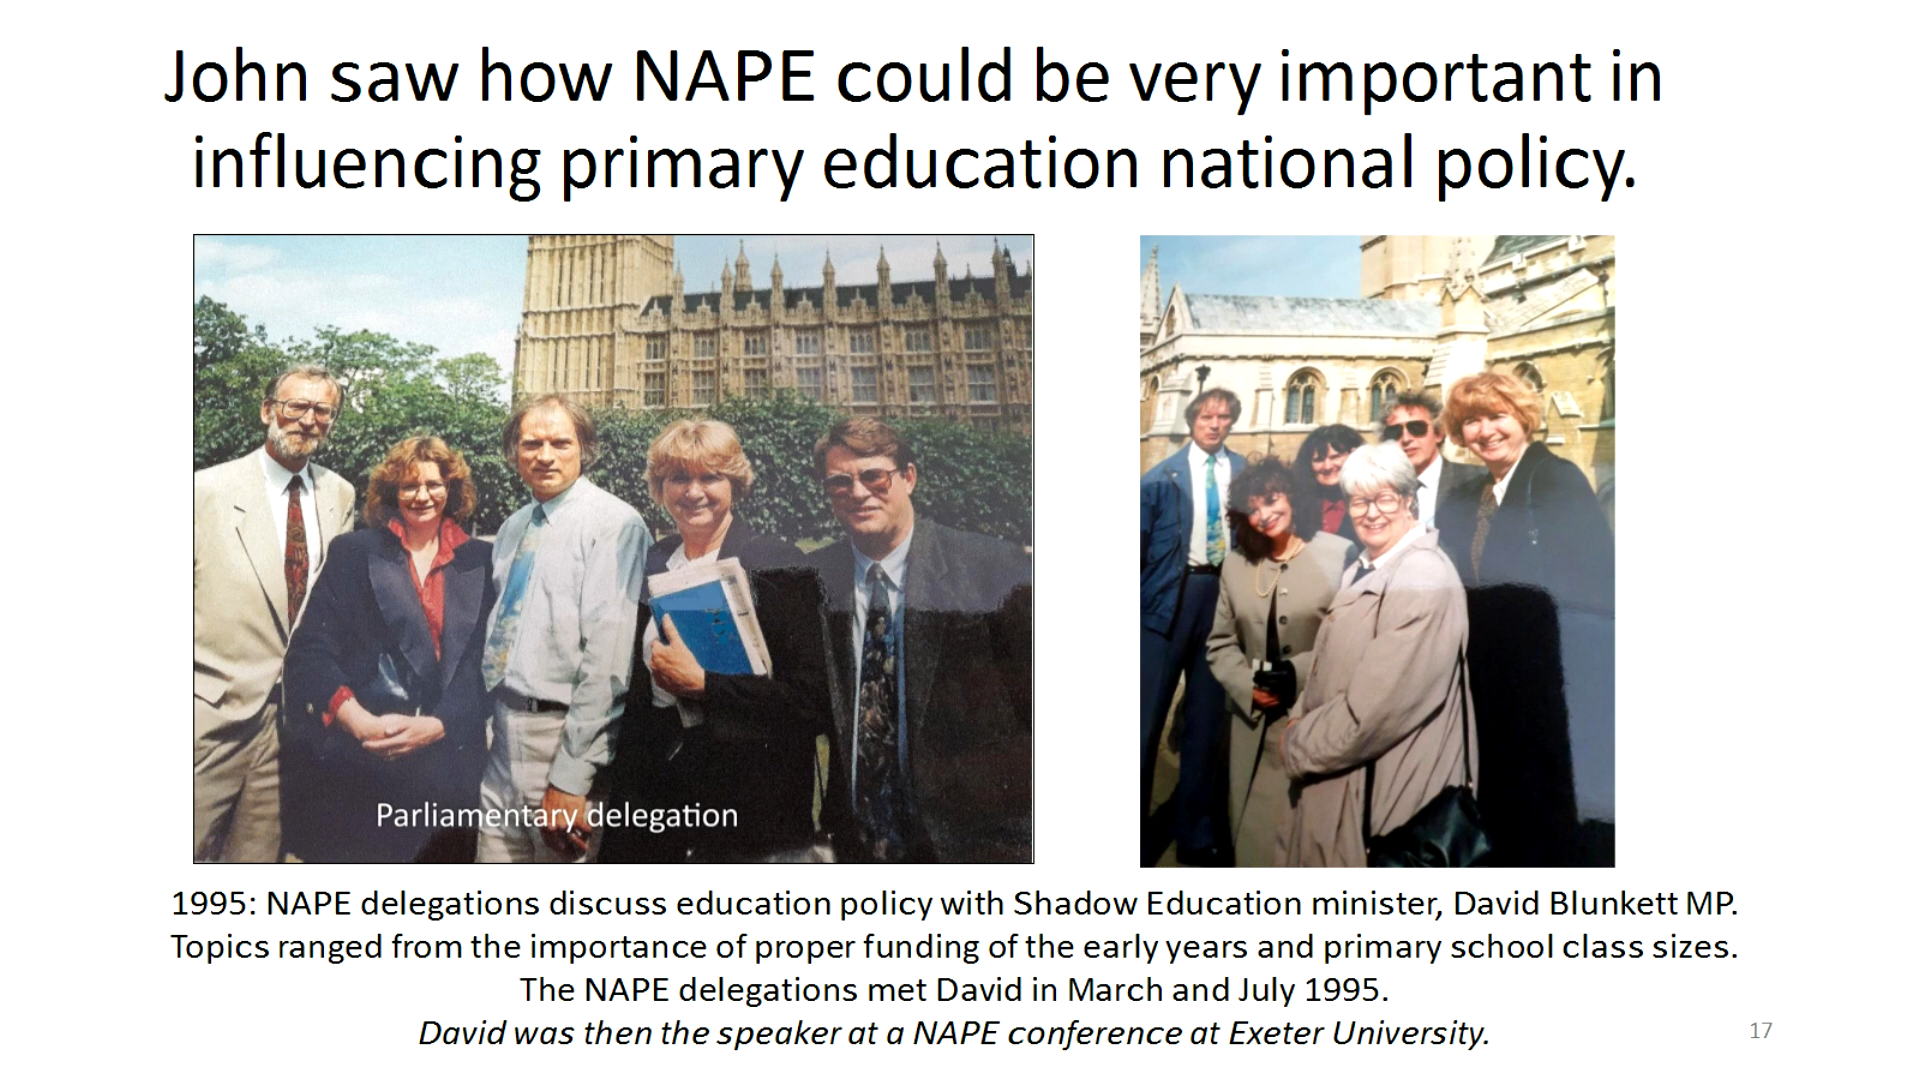 John saw how NAPE could be very important in
influencing primary education national policy.
Parliamentary delegation
1995: NAPE delegations discuss education policy with Shadow Education minister, David Blunkett MP.
Topics ranged from the importance of proper funding of the early years and primary school class sizes.
The NAPE delegations met David in March and July 1995.
David was then the speaker at a NAPE conference at Exeter University.
17